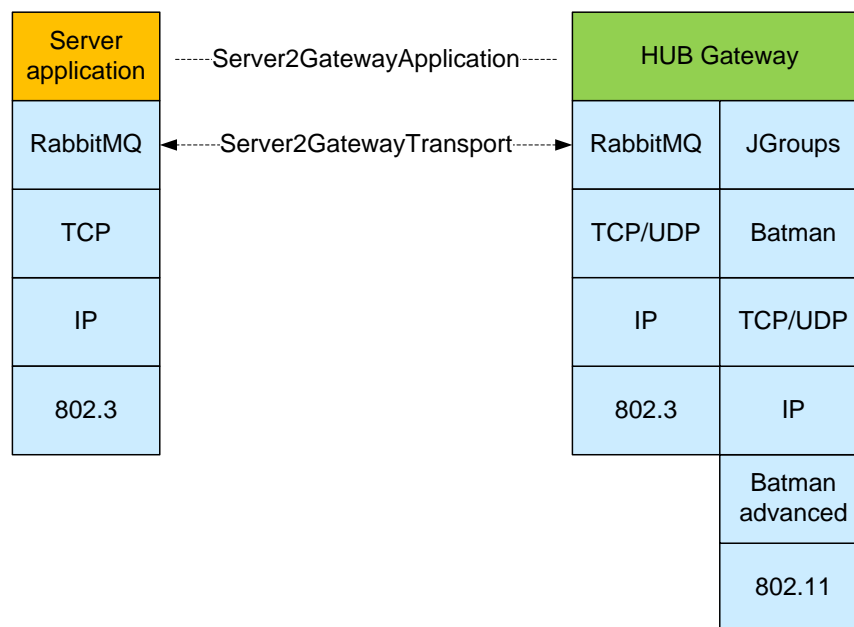 Server
application
Server2GatewayApplication
HUB Gateway
RabbitMQ
Server2GatewayTransport
RabbitMQ
JGroups
TCP
TCP/UDP
Batman
IP
IP
TCP/UDP
802.3
802.3
IP
Batman
advanced
802.11